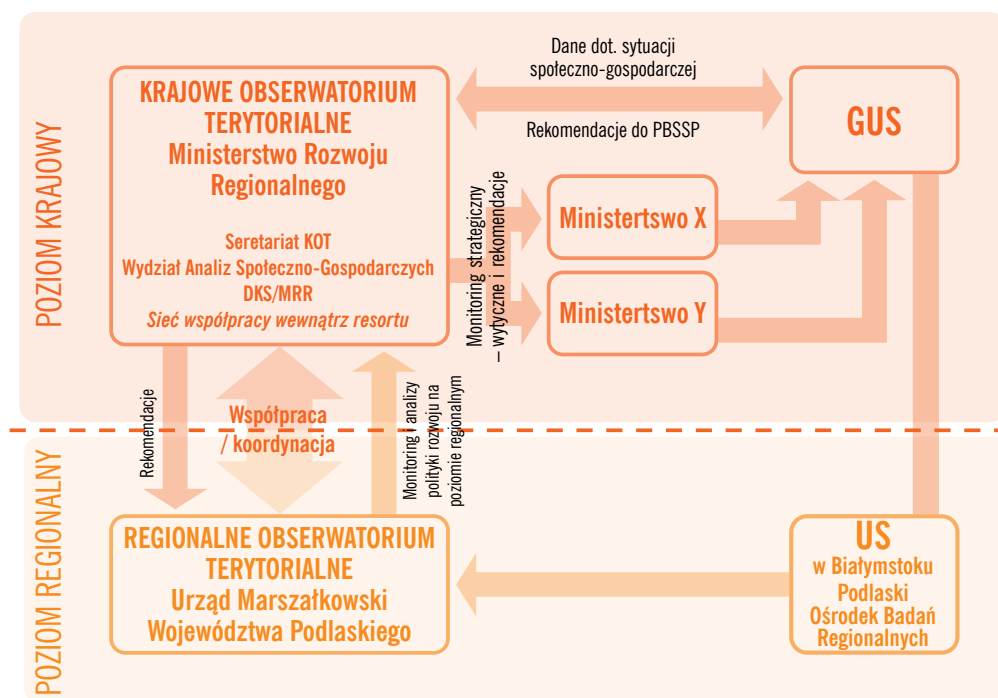 POZIOM KRAJOWY
KRAJOWE OBSERWATORIUM
TERYTORIALNE
Ministerstwo Rozwoju
Regionalnego
Seretariat KOT
Wydział Analiz Społeczno-Gospodarczych
DKS/MRR
Sieć współpracy wewnątrz resortu
Dane dot. sytuacji
społeczno-gospodarczej
Rekomendacje do PBSSP
GUS
Monitoring strategiczny
– wytyczne i rekomendacje
Ministertswo X
Ministertswo Y
Rekomendacje
Współpraca
/ koordynacja
Monitoring i analizy
polityki rozwoju na
poziomie regionalnym
POZIOM REGIONALNY
REGIONALNE OBSERWATORIUM
TERYTORIALNE
Urząd Marszałkowski
Województwa Podlaskiego
US
w Białymstoku
Podlaski
Ośrodek Badań
Regionalnych